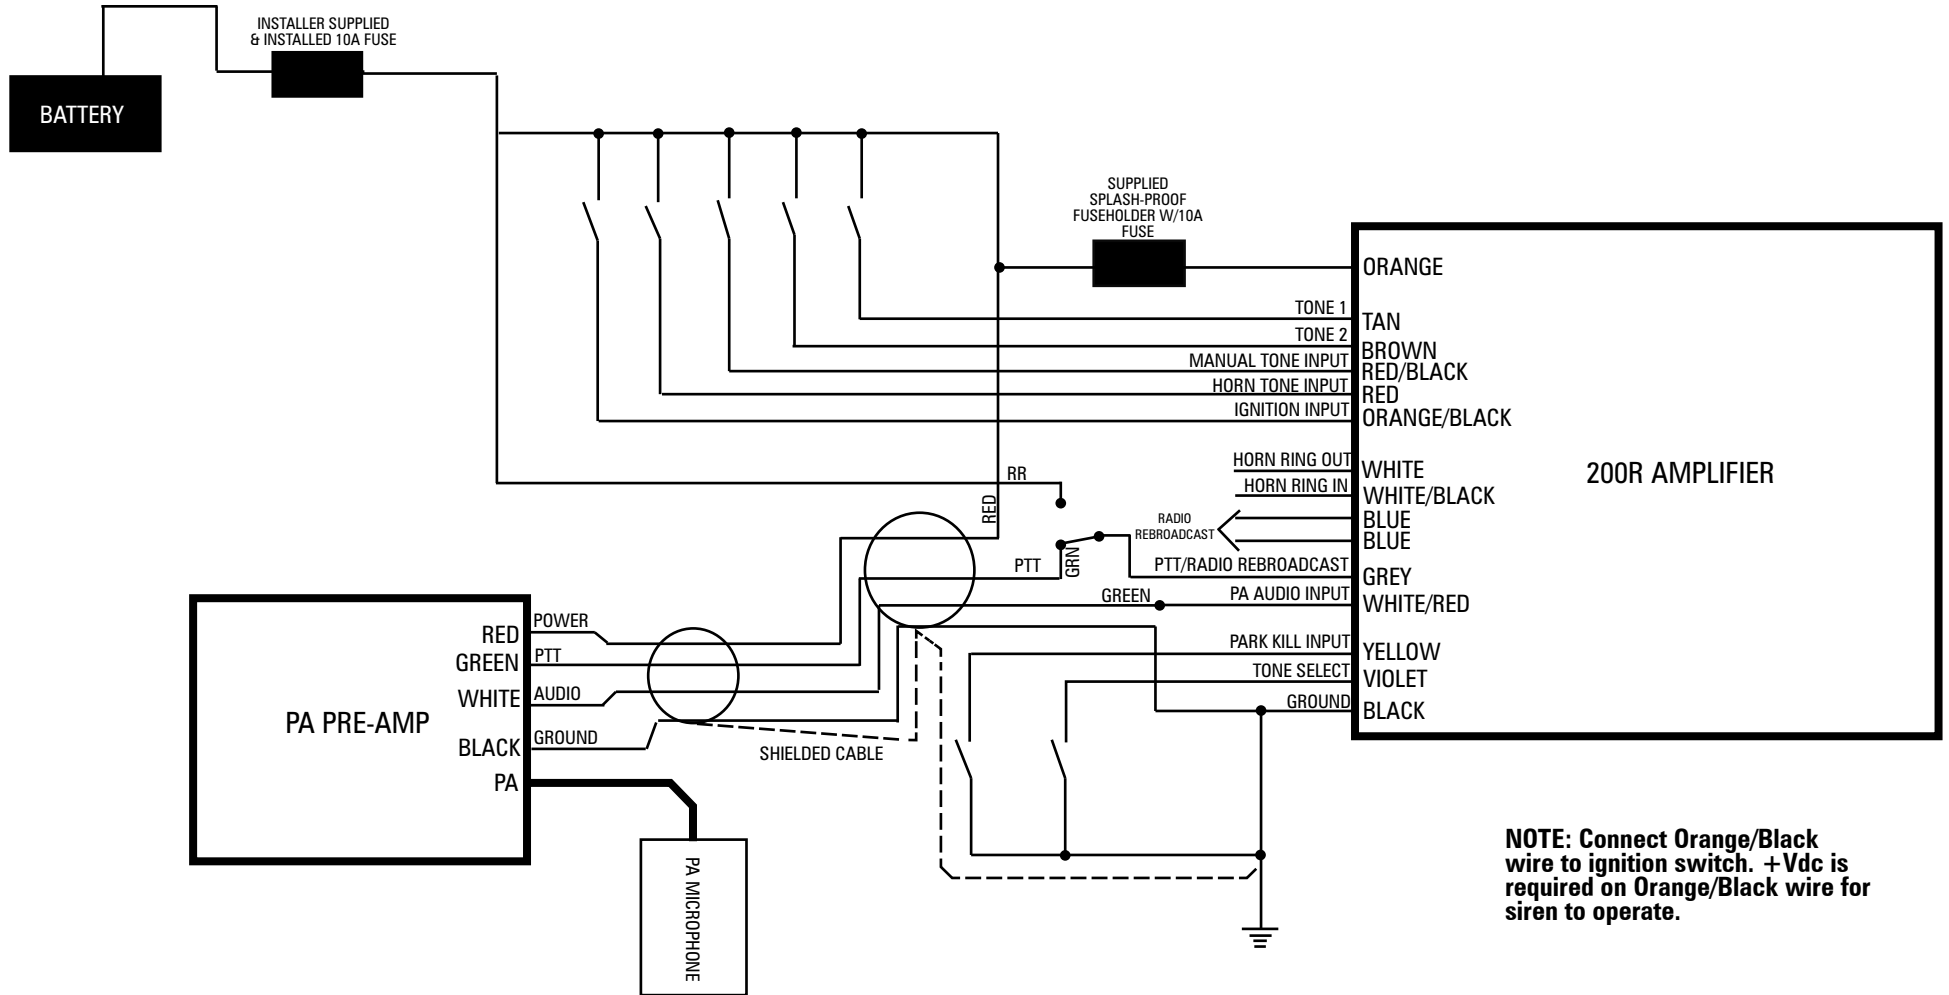 INSTALLER SUPPLIED
& INSTALLED 10A FUSE
BATTERY
SUPPLIED
SPLASH-PROOF
FUSEHOLDER W/10A
FUSE
ORANGE
TONE 1
TAN
TONE 2
BROWN
MANUAL TONE INPUT
RED/BLACK
HORN TONE INPUT
RED
IGNITION INPUT
ORANGE/BLACK
200R AMPLIFIER
HORN RING OUT
WHITE
HORN RING IN
WHITE/BLACK
RR
RED
RADIO
REBROADCAST
BLUE
BLUE
PTT
GRN
PTT/RADIO REBROADCAST
GREY
GREEN
PA AUDIO INPUT
WHITE/RED
PARK KILL INPUT
YELLOW
TONE SELECT
VIOLET
GROUND
BLACK
PA PRE-AMP
RED
POWER
GREEN
PTT
WHITE
AUDIO
BLACK
GROUND
PA
SHIELDED CABLE
PA MICROPHONE
NOTE: Connect Orange/Black
wire to ignition switch. +Vdc is
required on Orange/Black wire for
siren to operate.